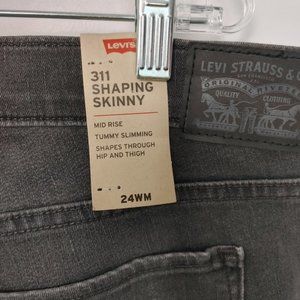 Levi's
311
SHAPING
SKINNY
MID RISE
TUMMY SLIMMING
SHAPES THROUGH
HIP AND THIGH
24WM
LEVI STRAUSS &
ORIGINAL RIVE
QUALITY CLOTHING